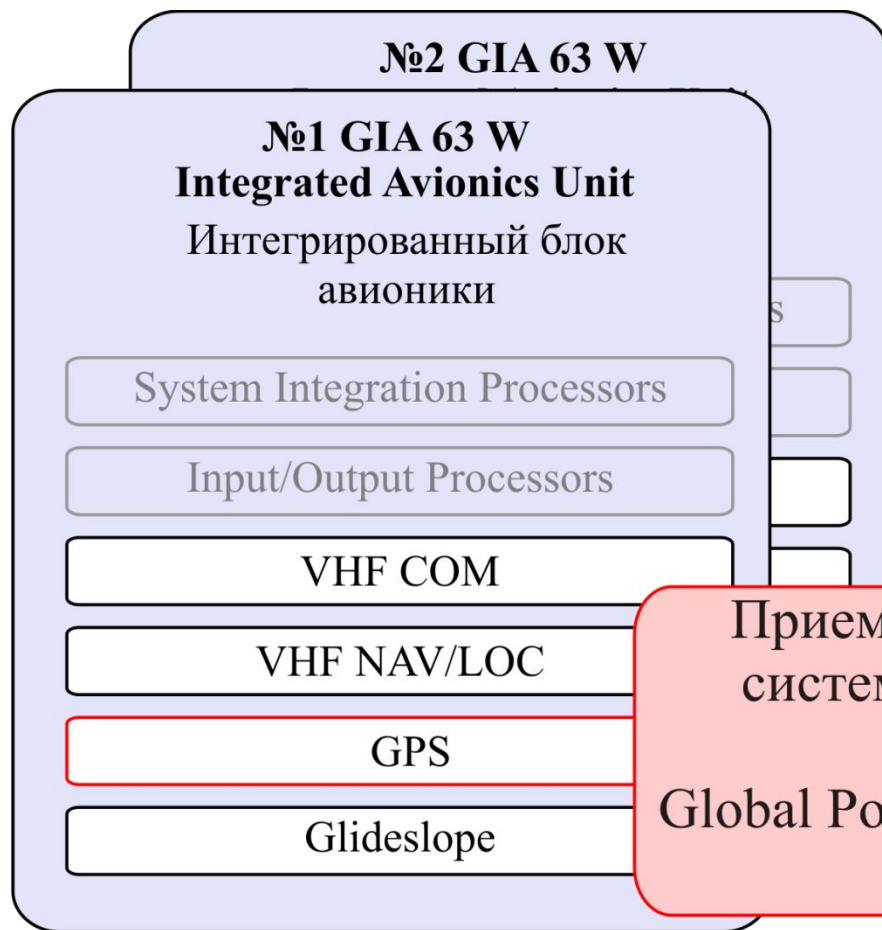 №2 GIA 63 W
№1 GIA 63 W
Integrated Avionics Unit
Интегрированный блок
авионики
s
System Integration Processors
Input/Output Processors
VHF COM
VHF NAV/LOC
GPS
Glideslope
Прием
систем
Global Po